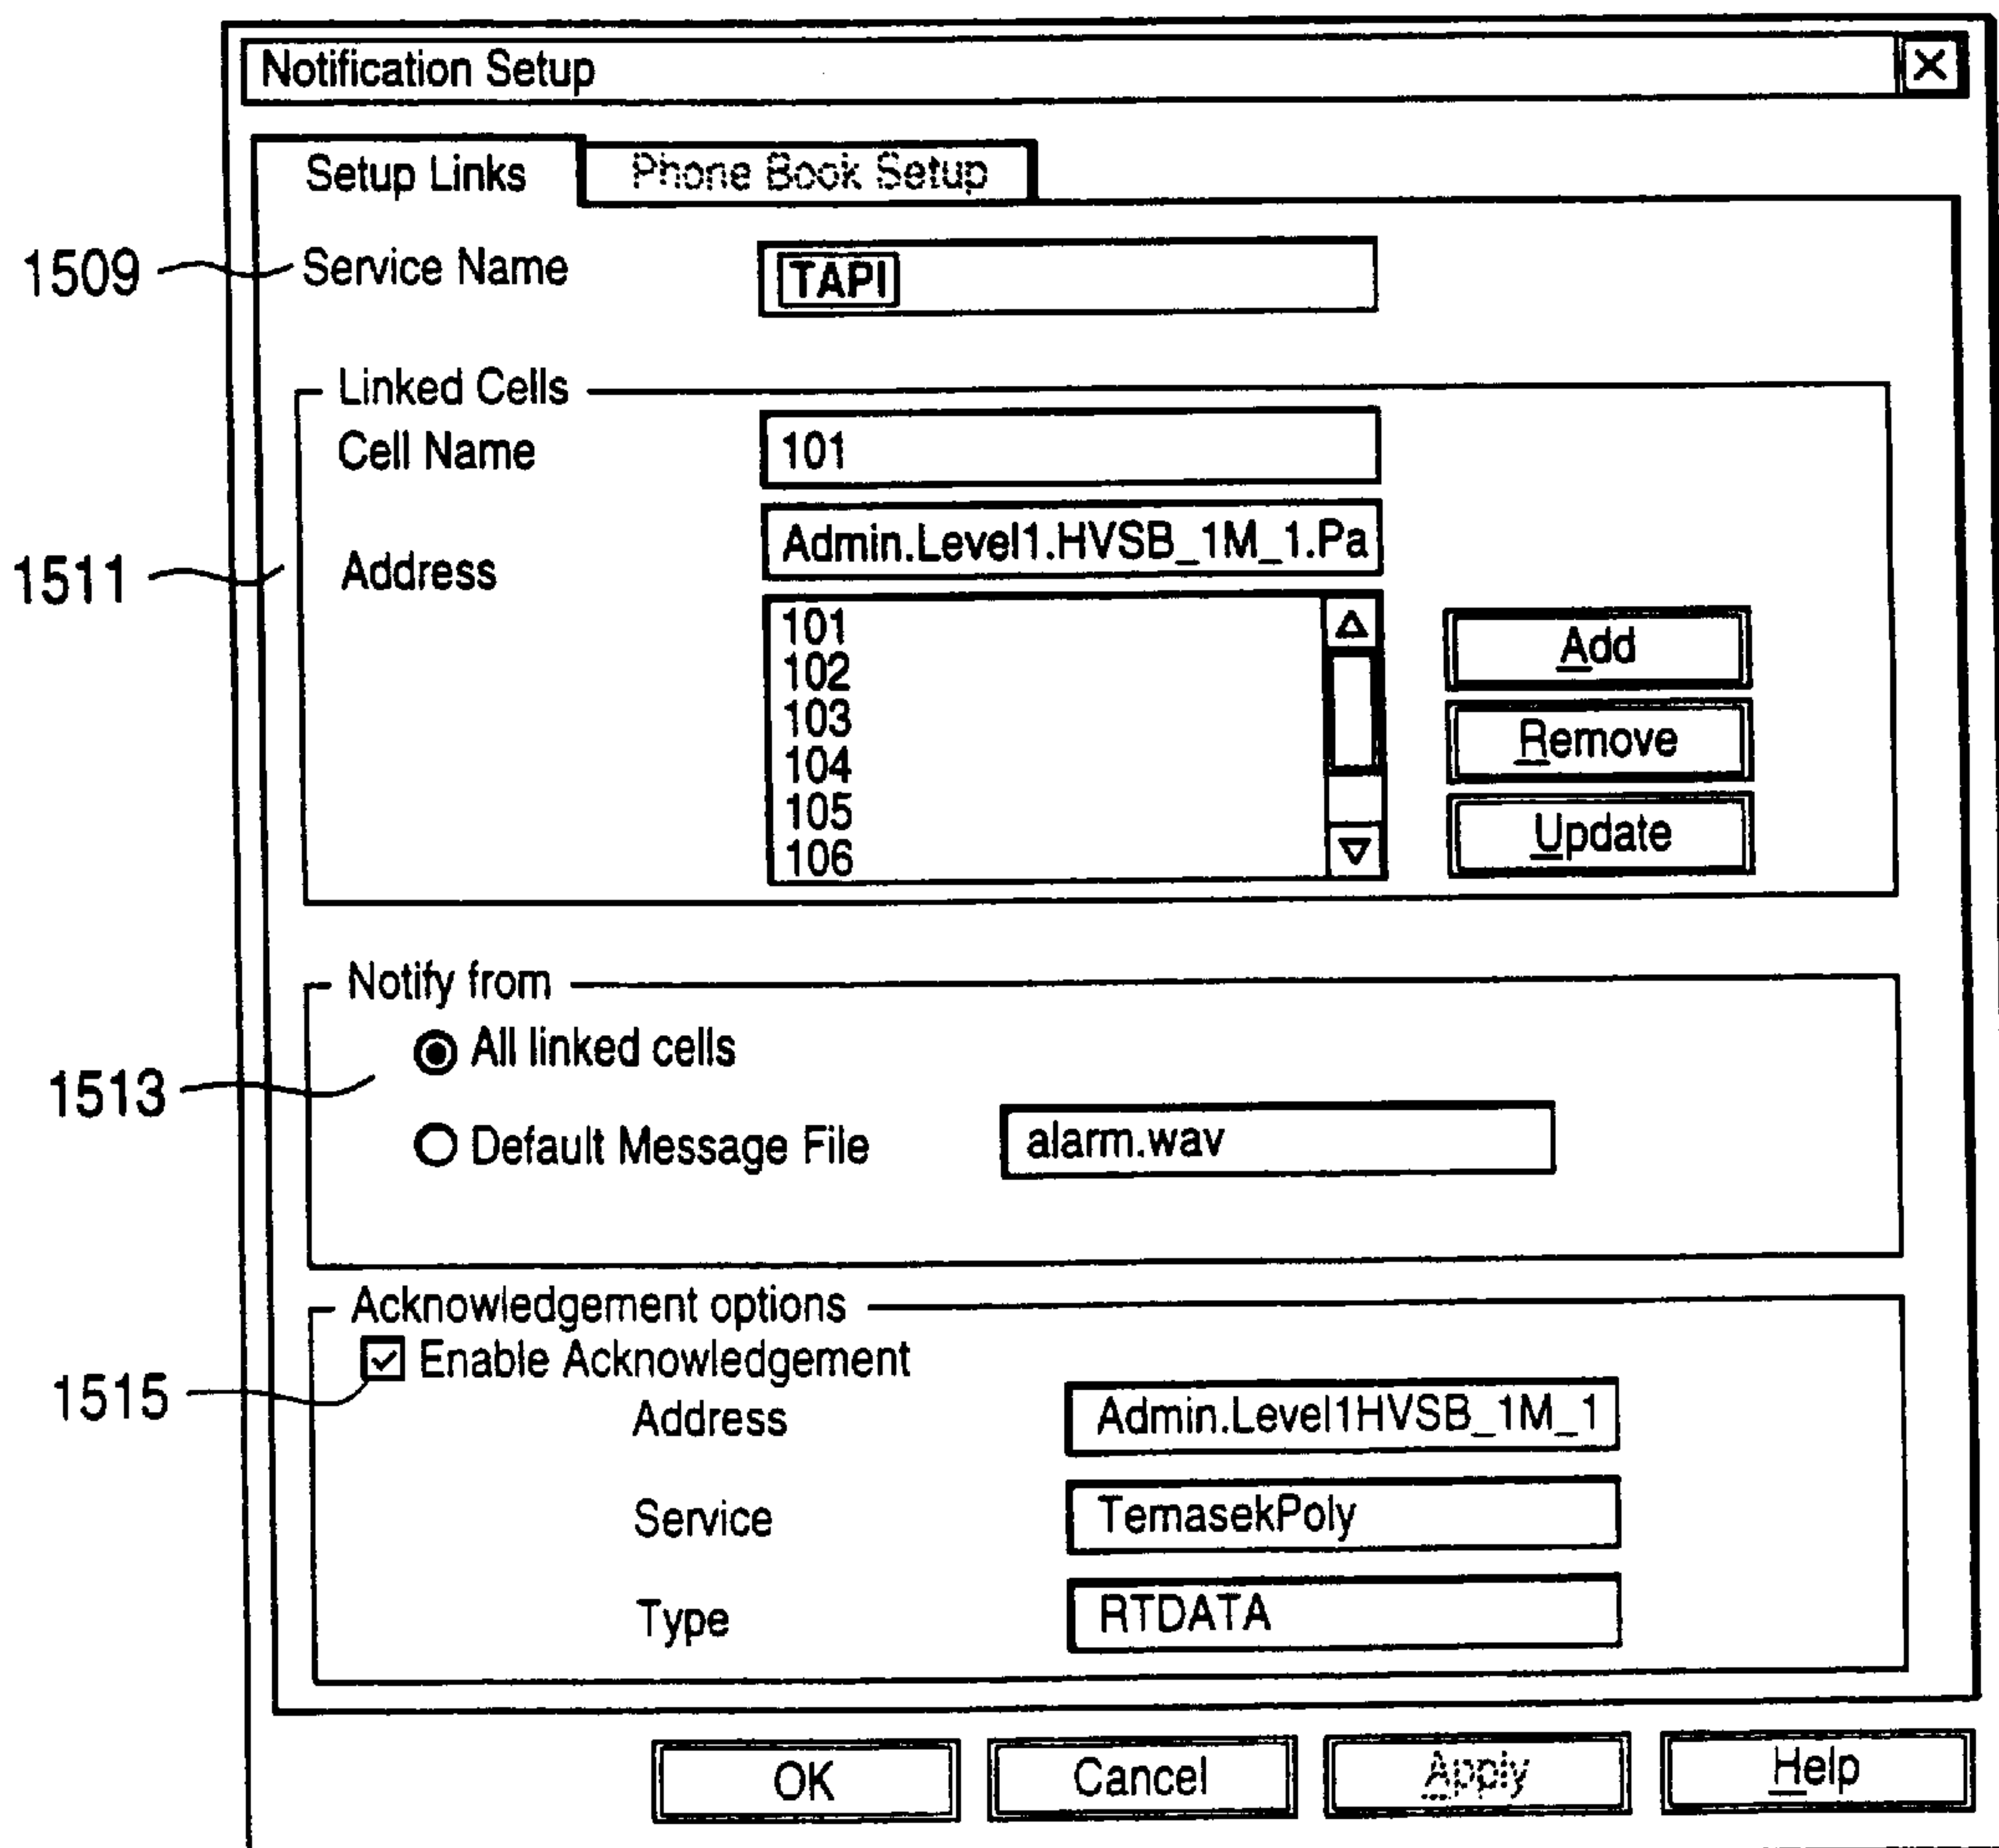 Notification Setup
Setup Links Phone Book Setup
1509 Service Name TAPI
Linked Cells
Cell Name 101
Admin.Level1.HVSB_1M_1.Pa
1511 Address
101
102
103
104
105
106
Add
Remove
Update
Notify from
All linked cells
1513
Default Message File alarm.wav
Acknowledgement options
Enable Acknowledgement
1515
Address Admin.Level1HVSB_1M_1
Service TemasekPoly
Type RTDATA
OK Cancel Apply Help